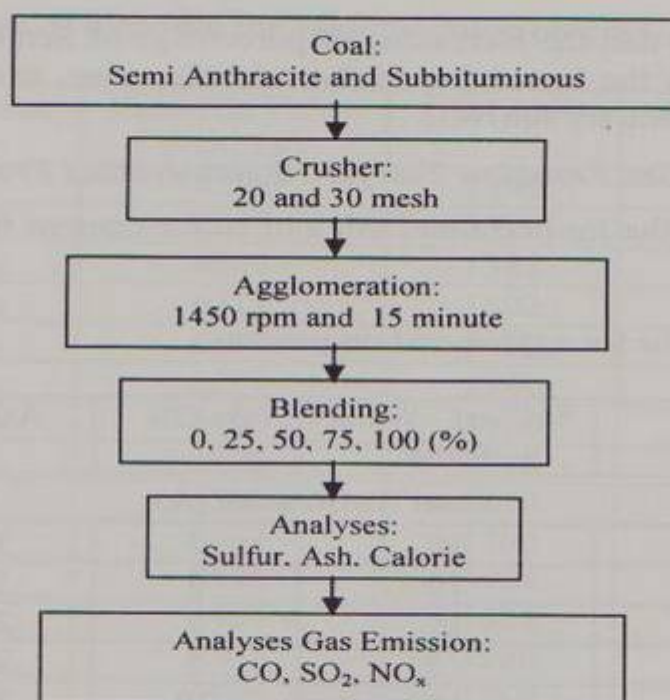 Coal:
Semi Anthracite and Subbituminous
Crusher:
20 and 30 mesh
Agglomeration:
1450 rpm and 15 minute
Blending:
0, 25, 50, 75, 100 (%)
Analyses:
Sulfur. Ash. Calorie
Analyses Gas Emission:
CO, SO₂, NOₓ